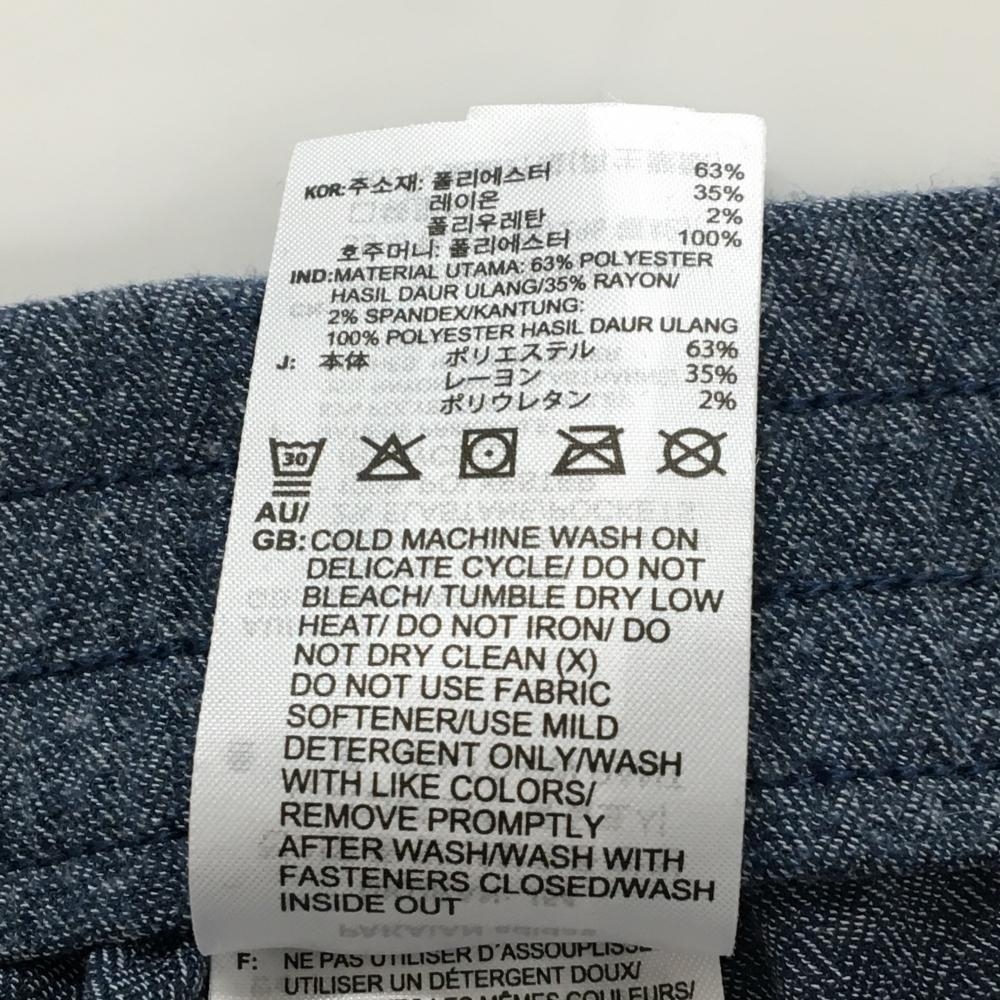 KOR:주소재: 폴리에스터 63%
레이온 35%
폴리우레탄 2%
호주머니: 폴리에스터 100%
IND:MATERIAL UTAMA: 63% POLYESTER
HASIL DAUR ULANG/35% RAYON/
2% SPANDEX/KANTUNG:
100% POLYESTER HASIL DAUR ULANG
J: 本体 ポリエステル 63%
レーヨン 35%
ポリウレタン 2%
30
AU/
GB: COLD MACHINE WASH ON
DELICATE CYCLE/ DO NOT
BLEACH/ TUMBLE DRY LOW
HEAT/ DO NOT IRON/ DO
NOT DRY CLEAN (X)
DO NOT USE FABRIC
SOFTENER/USE MILD
DETERGENT ONLY/WASH
WITH LIKE COLORS/
REMOVE PROMPTLY
AFTER WASH/WASH WITH
FASTENERS CLOSED/WASH
INSIDE OUT
F: NE PAS UTILISER D'ASSOUPLISS
UTILISER UN DÉTERGENT DOUX/
LES MÊMES COULEURS/